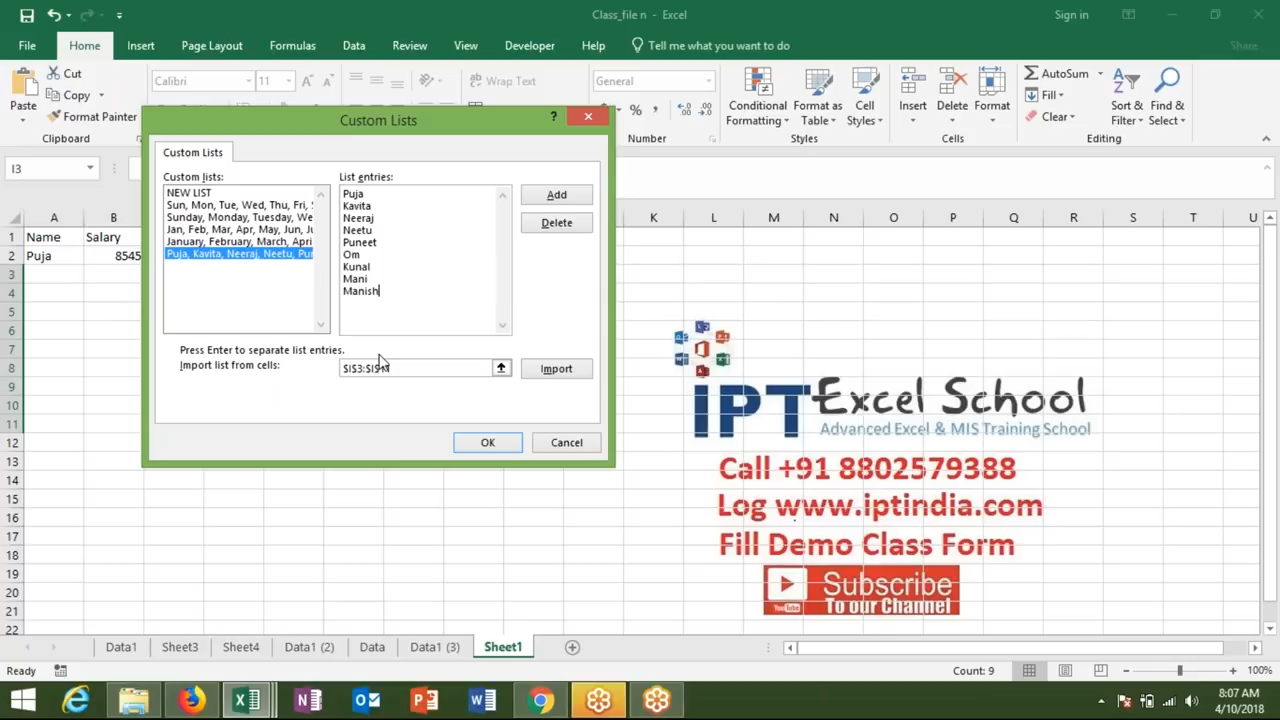 Class_file n - Excel
Sign in
File
Home
Insert
Page Layout
Formulas
Data
Review
View
Developer
Help
Tell me what you want to do
Share
Paste
Cut
Copy
Format Painter
Clipboard
Calibri
11
Wrap Text
General
Number
Conditional Formatting
Format as Table
Cell Styles
Styles
Insert
Delete
Format
Cells
AutoSum
Fill
Clear
Sort & Filter
Find & Select
Editing
I3
Custom Lists
?
Custom Lists
Custom lists:
NEW LIST
Sun, Mon, Tue, Wed, Thu, Fri,
Sunday, Monday, Tuesday, We
Jan, Feb, Mar, Apr, May, Jun, J
January, February, March, Apri
Puja, Kavita, Neeraj, Neetu, Pu
List entries:
Puja
Kavita
Neeraj
Neetu
Puneet
Om
Kunal
Mani
Manish
Add
Delete
Press Enter to separate list entries.
Import list from cells:
Import
OK
Cancel
A B K L M N O P Q R S T U
1 Name Salary
2 Puja 8545
3
4
5
6
7
8
9
10
11
12
13
14
15
16
17
18
19
20
21
22
IPT Excel School
Advanced Excel & MIS Training School
Call +91 8802579388
Log www.iptindia.com
Fill Demo Class Form
Subscribe
To our Channel
YouTube
Data1
Sheet3
Sheet4
Data1 (2)
Data
Data1 (3)
Sheet1
Ready
Count: 9
100%
8:07 AM
4/10/2018